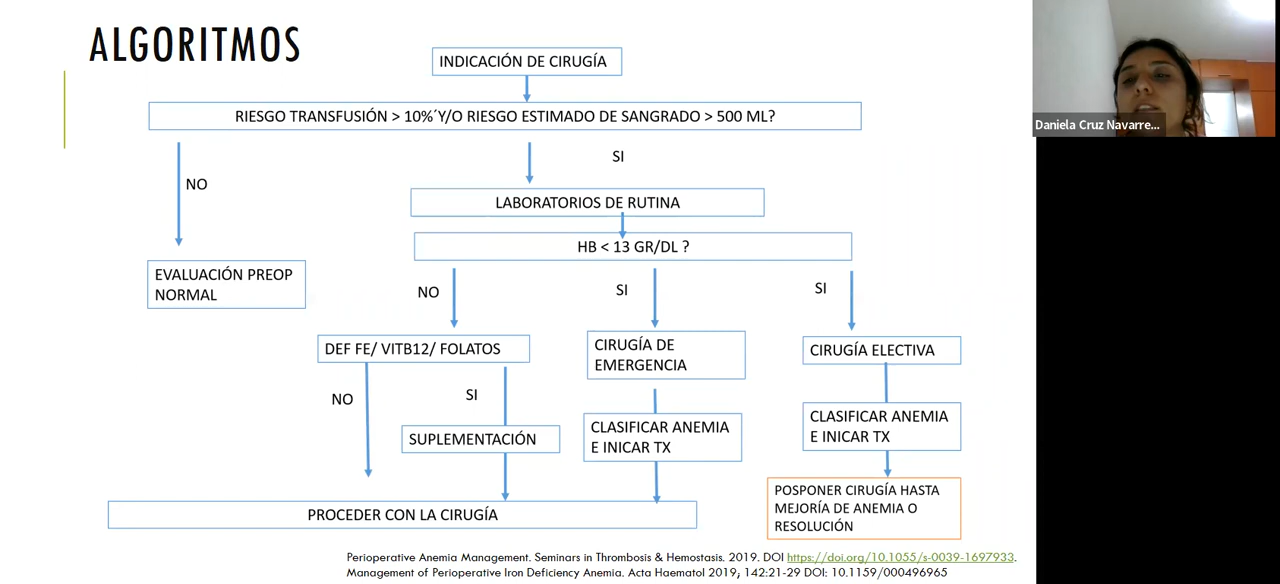 ALGORITMOS
INDICACIÓN DE CIRUGÍA
RIESGO TRANSFUSIÓN > 10%´Y/O RIESGO ESTIMADO DE SANGRADO > 500 ML?
NO
SI
LABORATORIOS DE RUTINA
HB < 13 GR/DL ?
EVALUACIÓN PREOP
NORMAL
NO
SI
SI
DEF FE/ VITB12/ FOLATOS
CIRUGÍA DE
EMERGENCIA
CIRUGÍA ELECTIVA
NO
SI
SUPLEMENTACIÓN
CLASIFICAR ANEMIA
E INICAR TX
CLASIFICAR ANEMIA
E INICAR TX
POSPONER CIRUGÍA HASTA
MEJORÍA DE ANEMIA O
RESOLUCIÓN
PROCEDER CON LA CIRUGÍA
Perioperative Anemia Management. Seminars in Thrombosis & Hemostasis. 2019. DOI https://doi.org/10.1055/s-0039-1697933.
Management of Perioperative Iron Deficiency Anemia. Acta Haematol 2019; 142:21-29 DOI: 10.1159/000496965
Daniela Cruz Navarre...